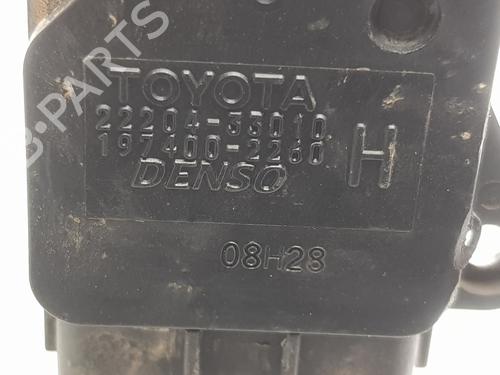 TOYOTA
22204-33010
197400-2260 H
DENSO
08H28
B-PARTS